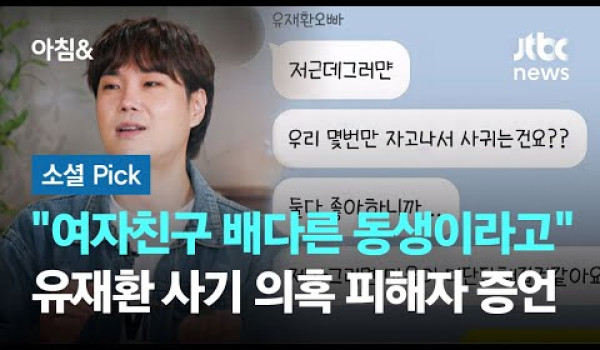 아침&
유재환오빠
jtbc
news
저근데그러먄
우리 몇번만 자고나서 사귀는건요??
둘다 좋아하니까...
소셜 Pick
"여자친구 배다른 동생이라고"
유재환 사기 의혹 피해자 증언